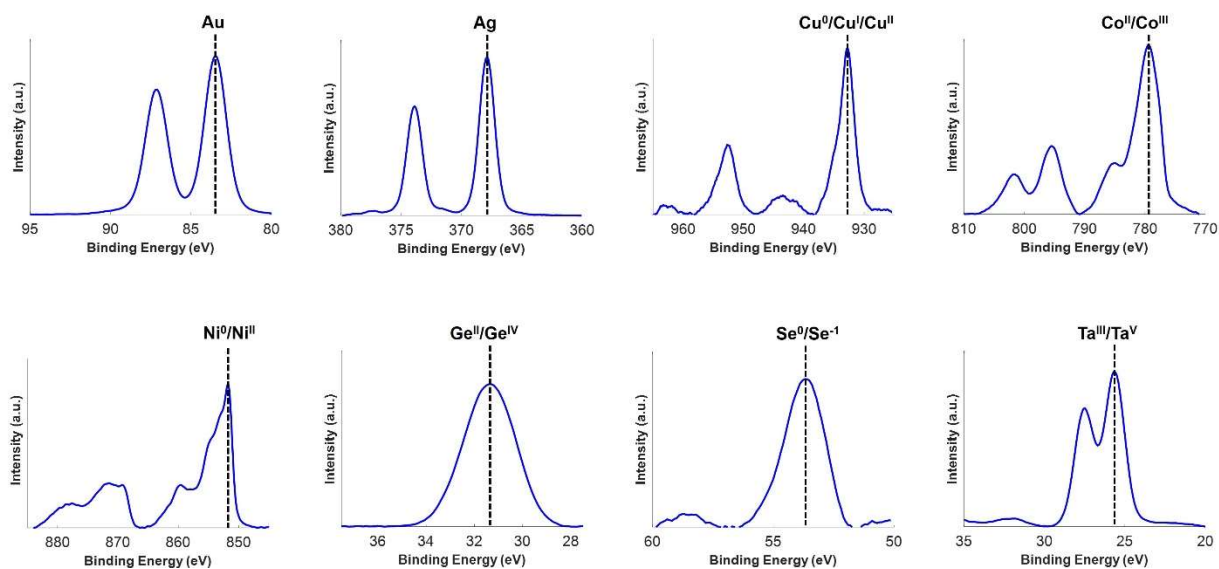 Au
Intensity (a.u.)
95 90 85 80
Binding Energy (eV)
Ag
Intensity (a.u.)
380 375 370 365 360
Binding Energy (eV)
Cu⁰/Cuᴵ/Cuᴵᴵ
Intensity (a.u.)
960 950 940 930
Binding Energy (eV)
Coᴵᴵ/Coᴵᴵᴵ
Intensity (a.u.)
810 800 790 780 770
Binding Energy (eV)
Ni⁰/Niᴵᴵ
Intensity (a.u.)
880 870 860 850
Binding Energy (eV)
Geᴵᴵ/Geᴵⱽ
Intensity (a.u.)
36 34 32 30 28
Binding Energy (eV)
Se⁰/Se⁻¹
Intensity (a.u.)
60 55 50
Binding Energy (eV)
Taᴵᴵᴵ/Taⱽ
Intensity (a.u.)
35 30 25 20
Binding Energy (eV)